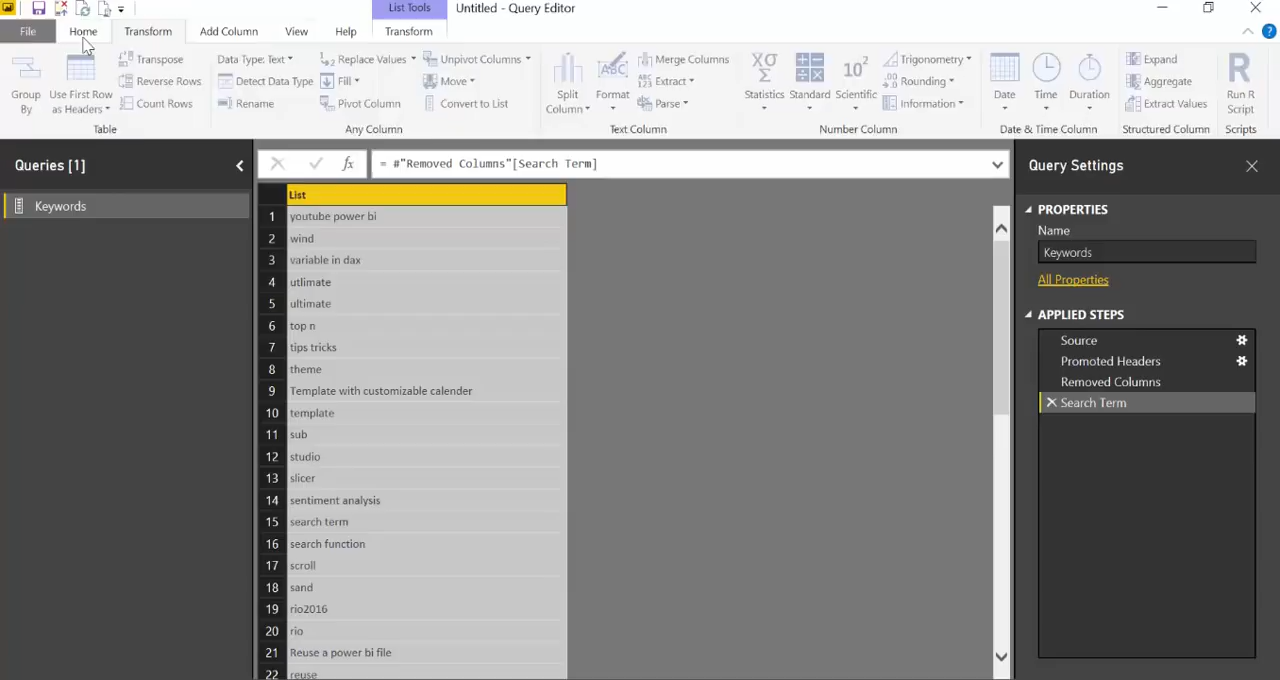 List Tools
Untitled - Query Editor
File
Home
Transform
Add Column
View
Help
Transform
Group By
Use First Row as Headers
Transpose
Reverse Rows
Count Rows
Table
Data Type: Text
Detect Data Type
Rename
Replace Values
Fill
Pivot Column
Unpivot Columns
Move
Convert to List
Any Column
Split Column
ABC
Format
Merge Columns
Extract
Parse
Text Column
Statistics
Standard
10²
Scientific
Trigonometry
Rounding
Information
Number Column
Date
Time
Duration
Date & Time Column
Expand
Aggregate
Extract Values
Structured Column
R
Run R Script
Scripts
Queries [1]
Keywords
fx
= #"Removed Columns"[Search Term]
List
1 youtube power bi
2 wind
3 variable in dax
4 utlimate
5 ultimate
6 top n
7 tips tricks
8 theme
9 Template with customizable calender
10 template
11 sub
12 studio
13 slicer
14 sentiment analysis
15 search term
16 search function
17 scroll
18 sand
19 rio2016
20 rio
21 Reuse a power bi file
22 reuse
Query Settings
PROPERTIES
Name
Keywords
All Properties
APPLIED STEPS
Source
Promoted Headers
Removed Columns
Search Term